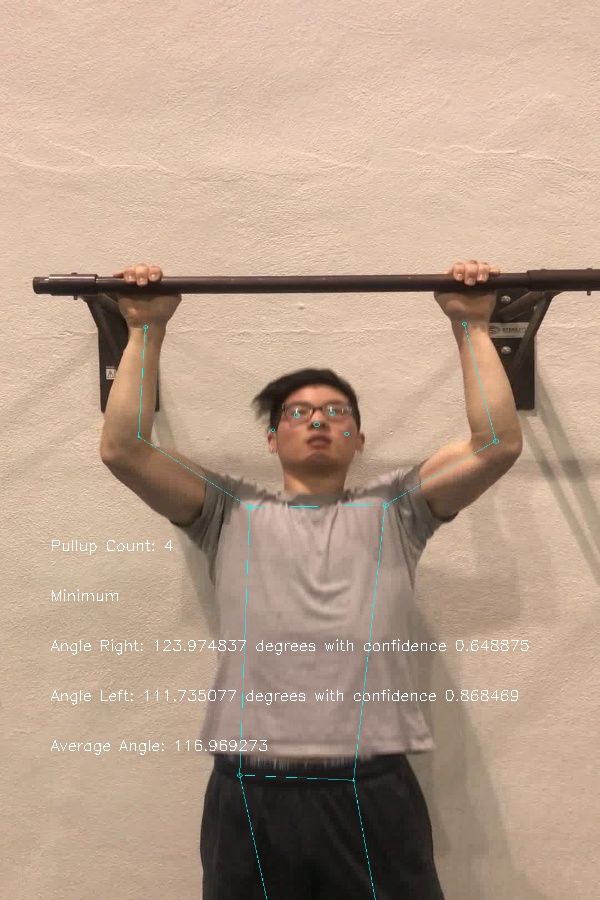 Pullup Count: 4
Minimum
Angle Right: 123.974837 degrees with confidence 0.648875
Angle Left: 111.735077 degrees with confidence 0.868469
Average Angle: 116.969273